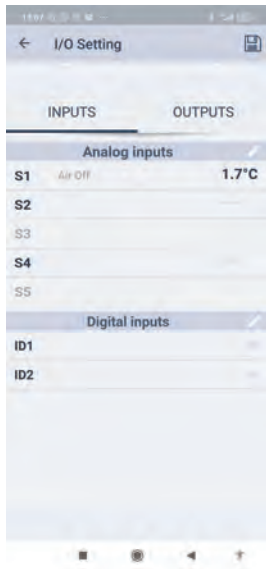 I/O Setting
INPUTS OUTPUTS
Analog inputs
S1 Air Off 1.7°C
S2
S3
S4
S5
Digital inputs
ID1
ID2